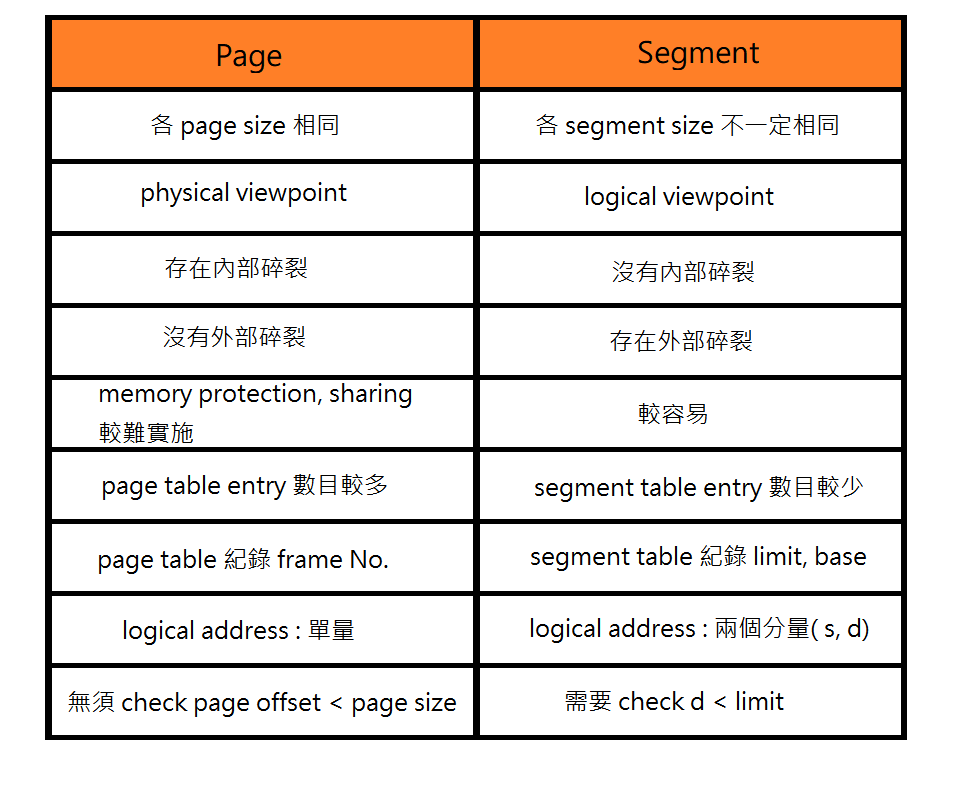 Page
Segment
各 page size 相同
各 segment size 不一定相同
physical viewpoint
logical viewpoint
存在內部碎裂
沒有內部碎裂
沒有外部碎裂
存在外部碎裂
memory protection, sharing
較難實施
較容易
page table entry 數目較多
segment table entry 數目較少
page table 紀錄 frame No.
segment table 紀錄 limit, base
logical address : 單量
logical address : 兩個分量( s, d)
無須 check page offset < page size
需要 check d < limit